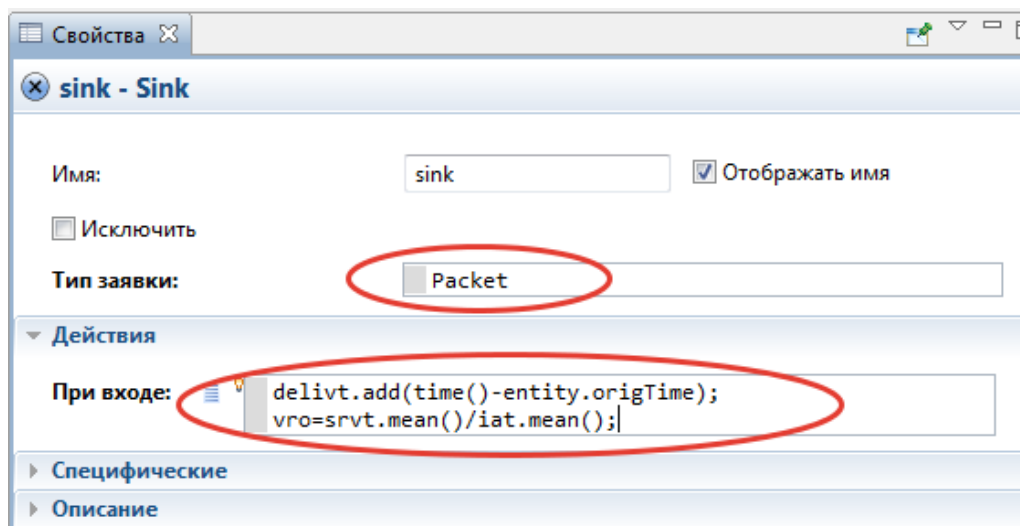 Свойства
sink - Sink
Имя: sink Отображать имя
Исключить
Тип заявки: Packet
Действия
При входе: delivt.add(time()-entity.origTime);
vro=srvt.mean()/iat.mean();
Специфические
Описание